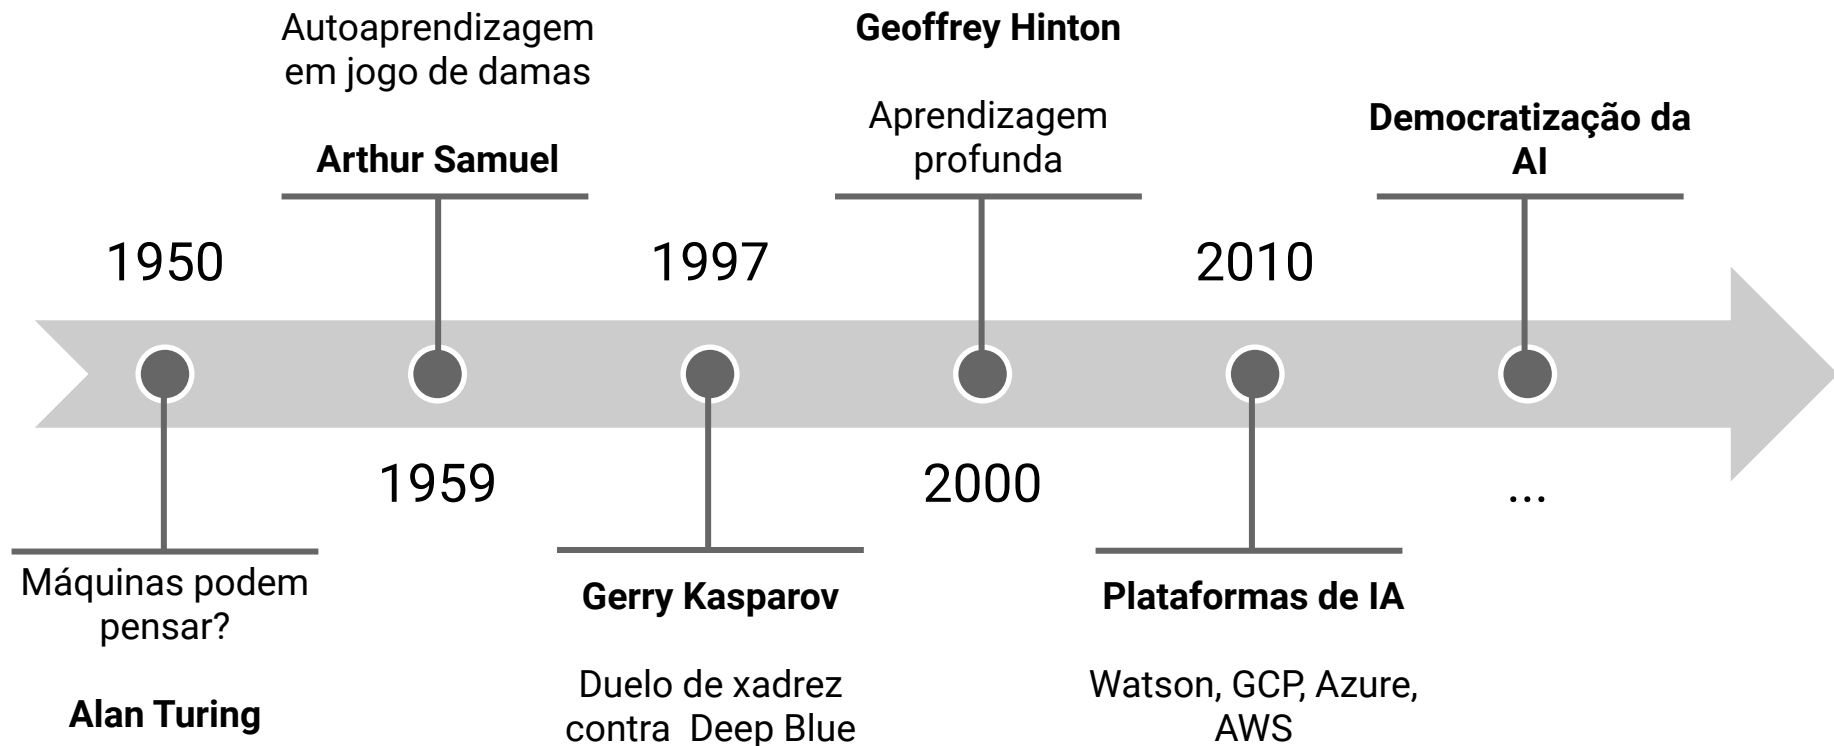 Autoaprendizagem
em jogo de damas
Arthur Samuel
Geoffrey Hinton
Aprendizagem
profunda
Democratização da
AI
1950
1997
2010
1959
2000
...
Máquinas podem
pensar?
Alan Turing
Gerry Kasparov
Duelo de xadrez
contra  Deep Blue
Plataformas de IA
Watson, GCP, Azure,
AWS